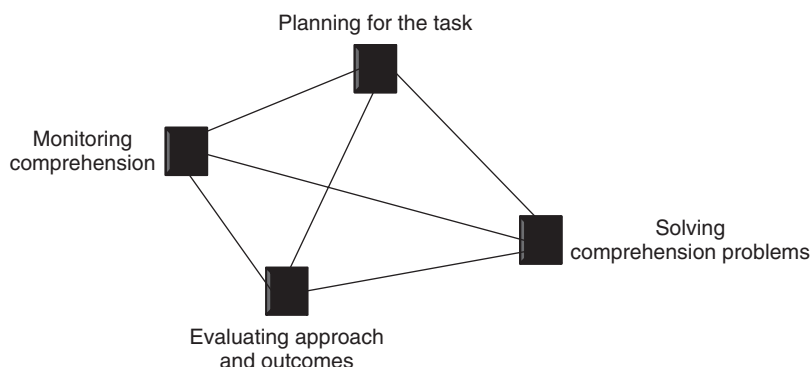 Planning for the task
Monitoring
comprehension
Solving
comprehension problems
Evaluating approach
and outcomes